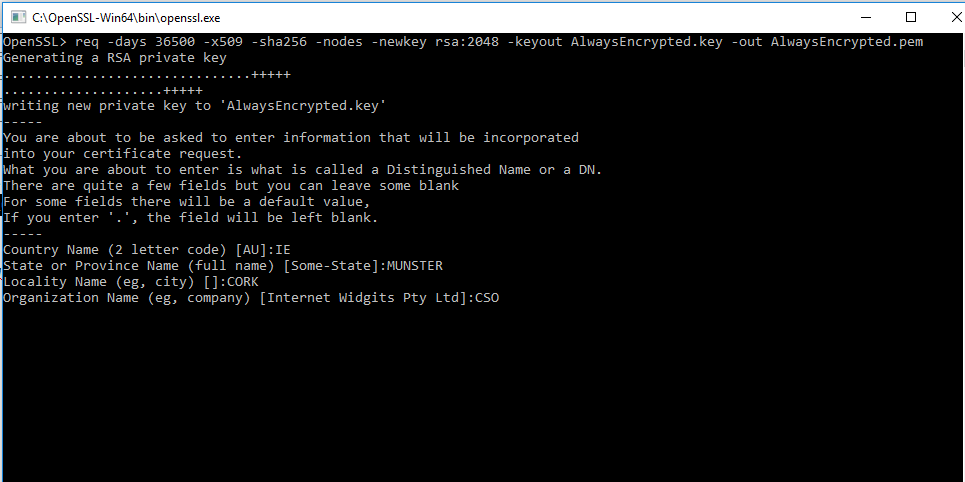 C:\OpenSSL-Win64\bin\openssl.exe
OpenSSL> req -days 36500 -x509 -sha256 -nodes -newkey rsa:2048 -keyout AlwaysEncrypted.key -out AlwaysEncrypted.pem
Generating a RSA private key
...............................+++++
....................+++++
writing new private key to 'AlwaysEncrypted.key'
-----
You are about to be asked to enter information that will be incorporated
into your certificate request.
What you are about to enter is what is called a Distinguished Name or a DN.
There are quite a few fields but you can leave some blank
For some fields there will be a default value,
If you enter '.', the field will be left blank.
-----
Country Name (2 letter code) [AU]:IE
State or Province Name (full name) [Some-State]:MUNSTER
Locality Name (eg, city) []:CORK
Organization Name (eg, company) [Internet Widgits Pty Ltd]:CSO